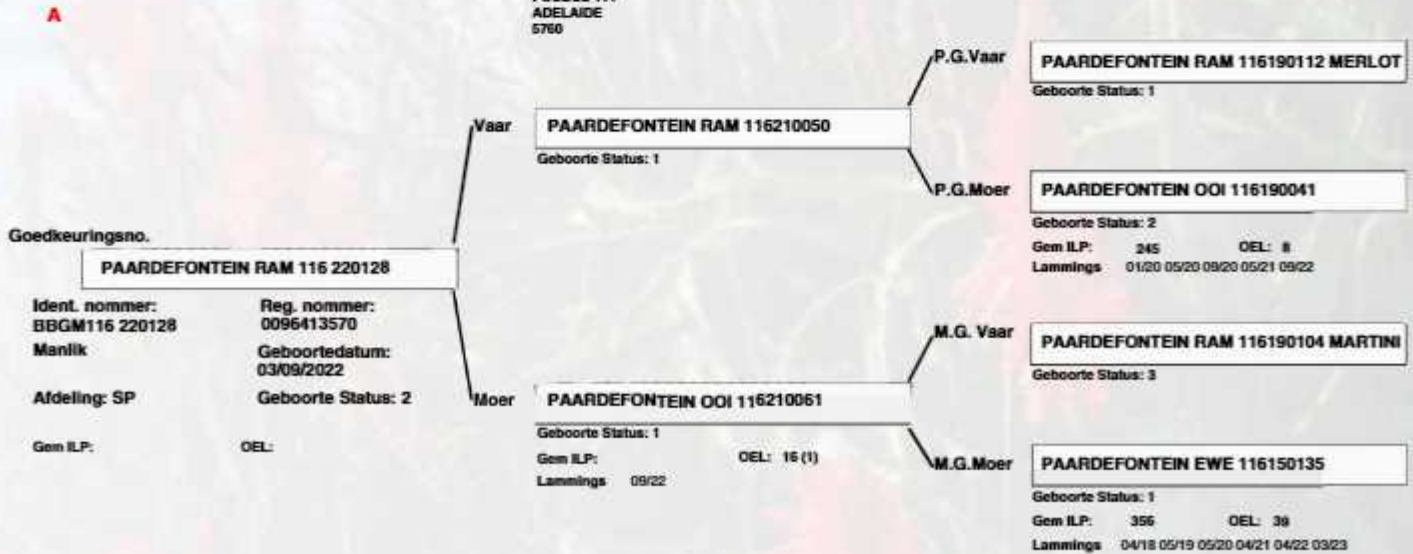 A
ADELAIDE
5760
P.G.Vaar
PAARDEFONTEIN RAM 116190112 MERLOT
Geboorte Status: 1
Vaar
PAARDEFONTEIN RAM 116210050
Geboorte Status: 1
P.G.Moer
PAARDEFONTEIN OOI 116190041
Geboorte Status: 2
Gem ILP: 245 OEL: 8
Lammings 01/20 05/20 09/20 05/21 09/22
Goedkeuringsno.
PAARDEFONTEIN RAM 116 220128
Ident. nommer: Reg. nommer:
BBGM116 220128 0096413570
Manlik Geboortedatum:
03/09/2022
Afdeling: SP Geboorte Status: 2
Gem ILP: OEL:
M.G. Vaar
PAARDEFONTEIN RAM 116190104 MARTINI
Geboorte Status: 3
Moer
PAARDEFONTEIN OOI 116210061
Geboorte Status: 1
Gem ILP: OEL: 16 (1)
Lammings 09/22
M.G.Moer
PAARDEFONTEIN EWE 116150135
Geboorte Status: 1
Gem ILP: 356 OEL: 39
Lammings 04/18 05/19 05/20 04/21 04/22 03/23